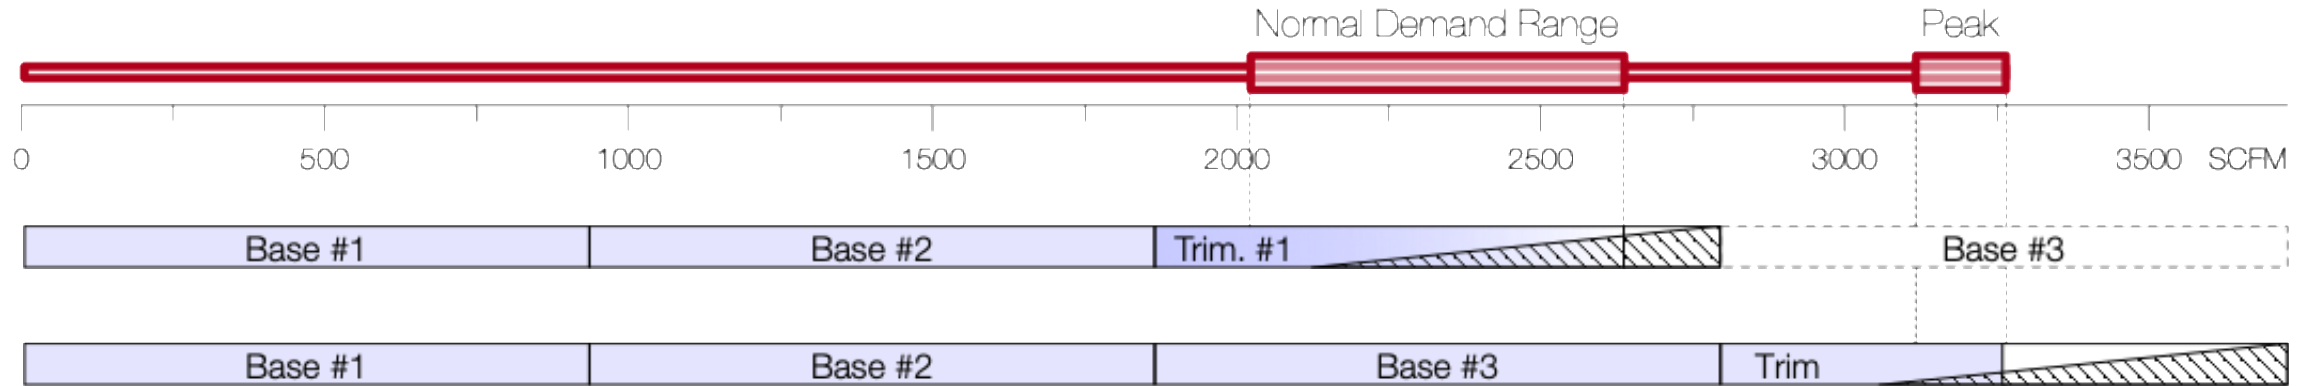 Normal Demand Range Peak
0 500 1000 1500 2000 2500 3000 3500 SCFM
Base #1 Base #2 Trim. #1 Base #3
Base #1 Base #2 Base #3 Trim